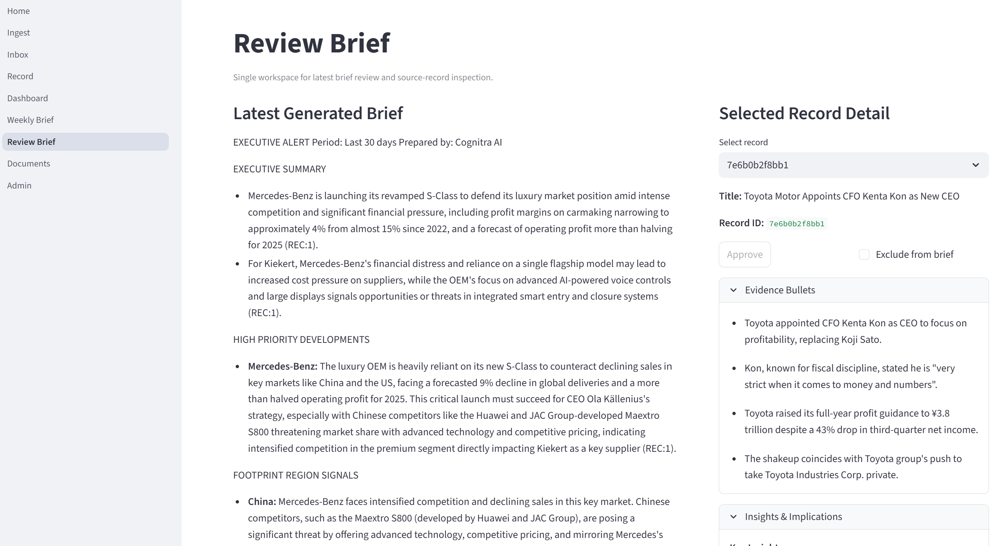 Home
Ingest
Inbox
Record
Dashboard
Weekly Brief
Review Brief
Documents
Admin
Review Brief
Single workspace for latest brief review and source-record inspection.
Latest Generated Brief
EXECUTIVE ALERT Period: Last 30 days Prepared by: Cognitra AI
EXECUTIVE SUMMARY
• Mercedes-Benz is launching its revamped S-Class to defend its luxury market position amid intense
competition and significant financial pressure, including profit margins on carmaking narrowing to
approximately 4% from almost 15% since 2022, and a forecast of operating profit more than halving
for 2025 (REC:1).
• For Kiekert, Mercedes-Benz's financial distress and reliance on a single flagship model may lead to
increased cost pressure on suppliers, while the OEM's focus on advanced AI-powered voice controls
and large displays signals opportunities or threats in integrated smart entry and closure systems
(REC:1).
HIGH PRIORITY DEVELOPMENTS
• Mercedes-Benz: The luxury OEM is heavily reliant on its new S-Class to counteract declining sales in
key markets like China and the US, facing a forecasted 9% decline in global deliveries and a more
than halved operating profit for 2025. This critical launch must succeed for CEO Ola Källenius's
strategy, especially with Chinese competitors like the Huawei and JAC Group-developed Maextro
S800 threatening market share with advanced technology and competitive pricing, indicating
intensified competition in the premium segment directly impacting Kiekert as a key supplier (REC:1).
FOOTPRINT REGION SIGNALS
• China: Mercedes-Benz faces intensified competition and declining sales in this key market. Chinese
competitors, such as the Maextro S800 (developed by Huawei and JAC Group), are posing a
significant threat by offering advanced technology, competitive pricing, and mirroring Mercedes's
Selected Record Detail
Select record
7e6b0b2f8bb1
Title: Toyota Motor Appoints CFO Kenta Kon as New CEO
Record ID: 7e6b0b2f8bb1
Approve
Exclude from brief
Evidence Bullets
• Toyota appointed CFO Kenta Kon as CEO to focus on
profitability, replacing Koji Sato.
• Kon, known for fiscal discipline, stated he is "very
strict when it comes to money and numbers".
• Toyota raised its full-year profit guidance to ¥3.8
trillion despite a 43% drop in third-quarter net income.
• The shakeup coincides with Toyota group's push to
take Toyota Industries Corp. private.
Insights & Implications